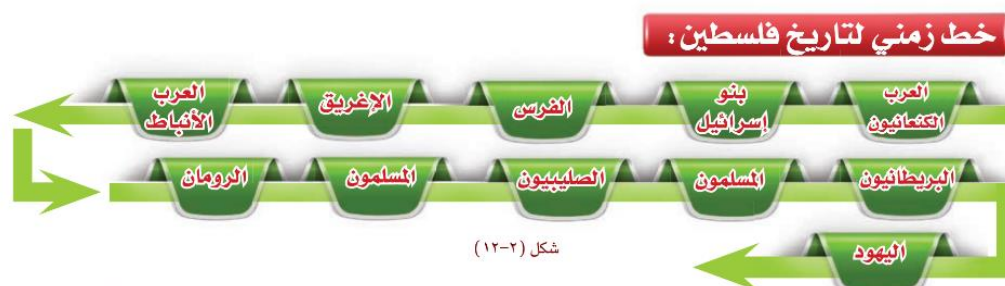 خط زمني لتاريخ فلسطين :
العرب الكنعانيون
بنو إسرائيل
الفرس
الإغريق
العرب الأنباط
الرومان
المسلمون
الصليبيون
المسلمون
البريطانيون
اليهود
شكل (٢-١٢)